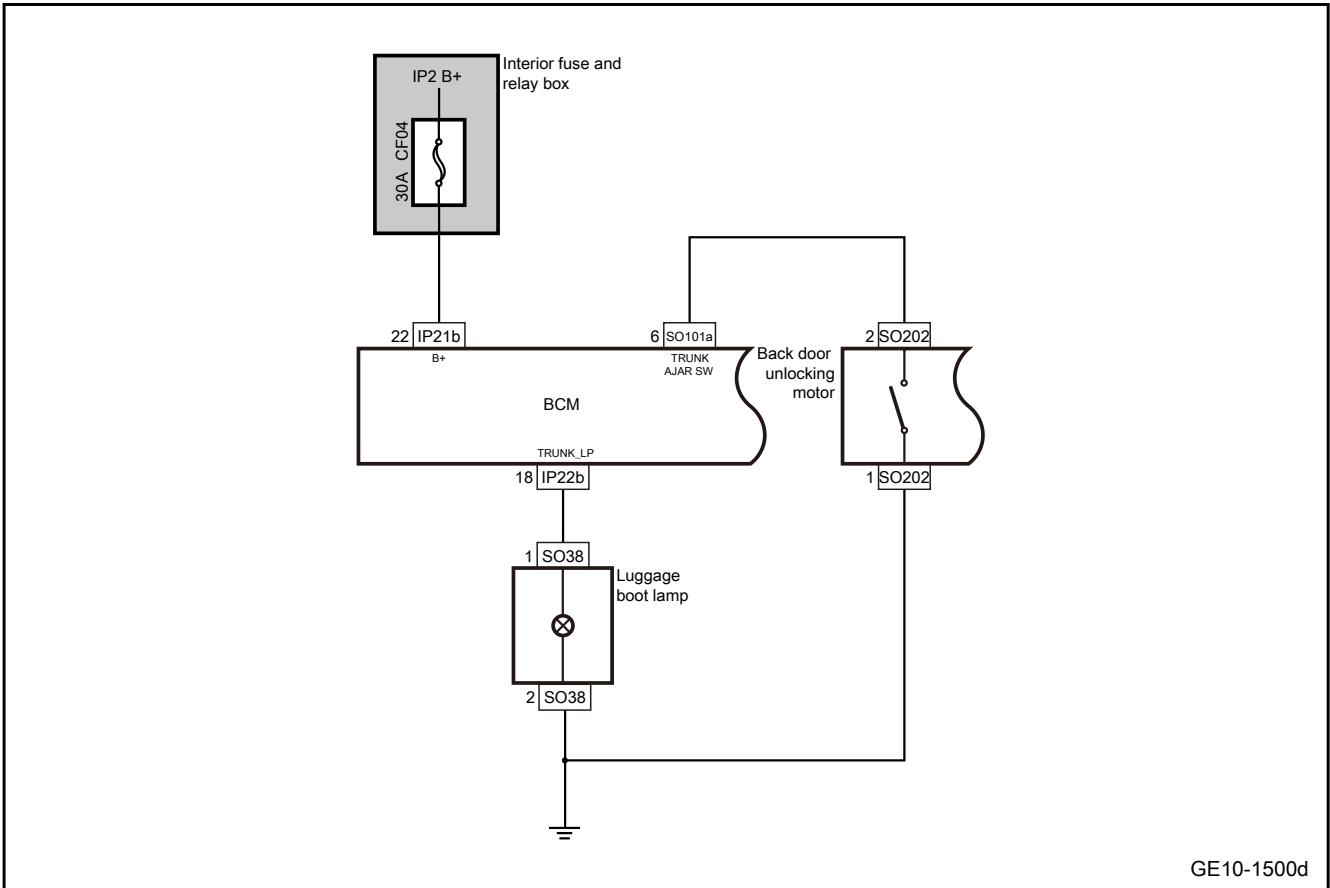 IP2 B+
Interior fuse and
relay box
30A CF04
22 IP21b
B+
6 SO101a
TRUNK
AJAR SW
Back door
unlocking
motor
2 SO202
BCM
TRUNK_LP
18 IP22b
1 SO202
1 SO38
Luggage
boot lamp
2 SO38
GE10-1500d